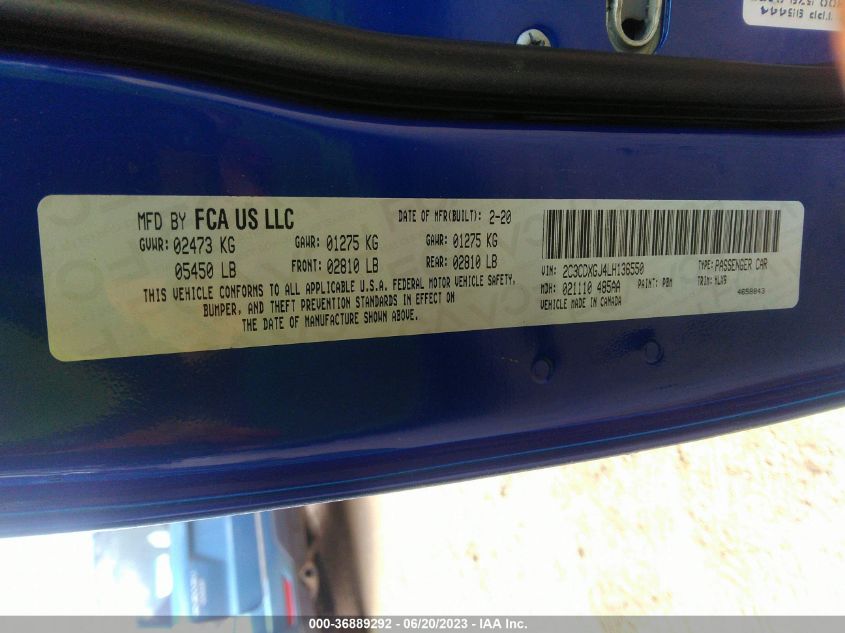 MFD BY FCA US LLC
DATE OF MFR(BUILT): 2-20
GVWR: 02473 KG
GAWR: 01275 KG
GAWR: 01275 KG
05450 LB
FRONT: 02810 LB
REAR: 02810 LB
THIS VEHICLE CONFORMS TO ALL APPLICABLE U.S.A. FEDERAL MOTOR VEHICLE SAFETY,
BUMPER, AND THEFT PREVENTION STANDARDS IN EFFECT ON
THE DATE OF MANUFACTURE SHOWN ABOVE.
VIN: 2C3CDXGJ4LH136550
TYPE: PASSENGER CAR
MDH: 021110 485AA
PAINT: PBM
TRIM: HLX9
VEHICLE MADE IN CANADA
4658843
000-36889292 - 06/20/2023 - IAA Inc.